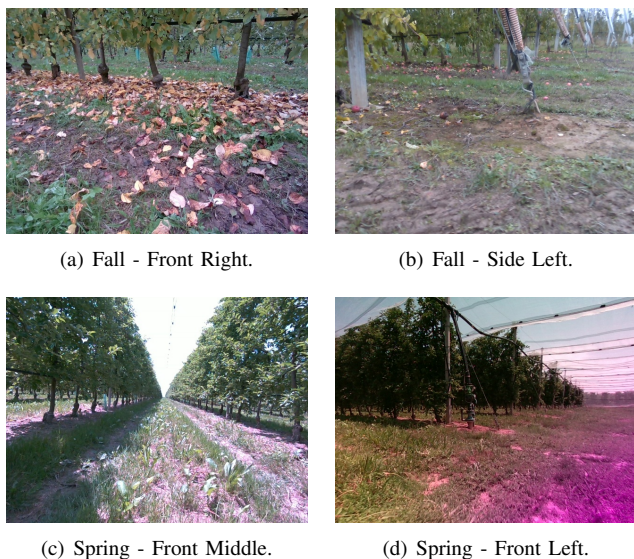 (a) Fall - Front Right.
(b) Fall - Side Left.
(c) Spring - Front Middle.
(d) Spring - Front Left.